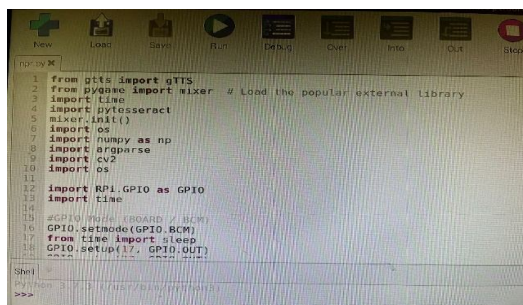 New Load Save Run Debug Over Into Out Stop
npr.py ✕
1 from gtts import gTTS
2 from pygame import mixer # Load the popular external library
3 import time
4 import pytesseract
5 mixer.init()
6 import os
7 import numpy as np
8 import argparse
9 import cv2
10 import os
11
12 import RPi.GPIO as GPIO
13 import time
14
15 #GPIO Mode (BOARD / BCM)
16 GPIO.setmode(GPIO.BCM)
17 from time import sleep
18 GPIO.setup(17, GPIO.OUT)
Shell
Python (/usr/bin/python3)
>>>